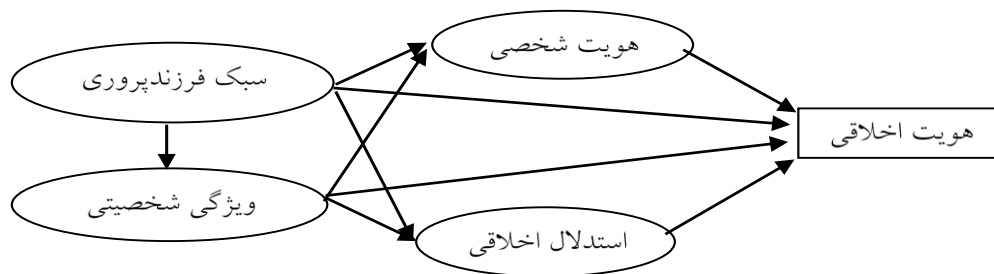 هویت شخصی
سبک فرزندپروری
هویت اخلاقی
ویژگی شخصیتی
استدلال اخلاقی